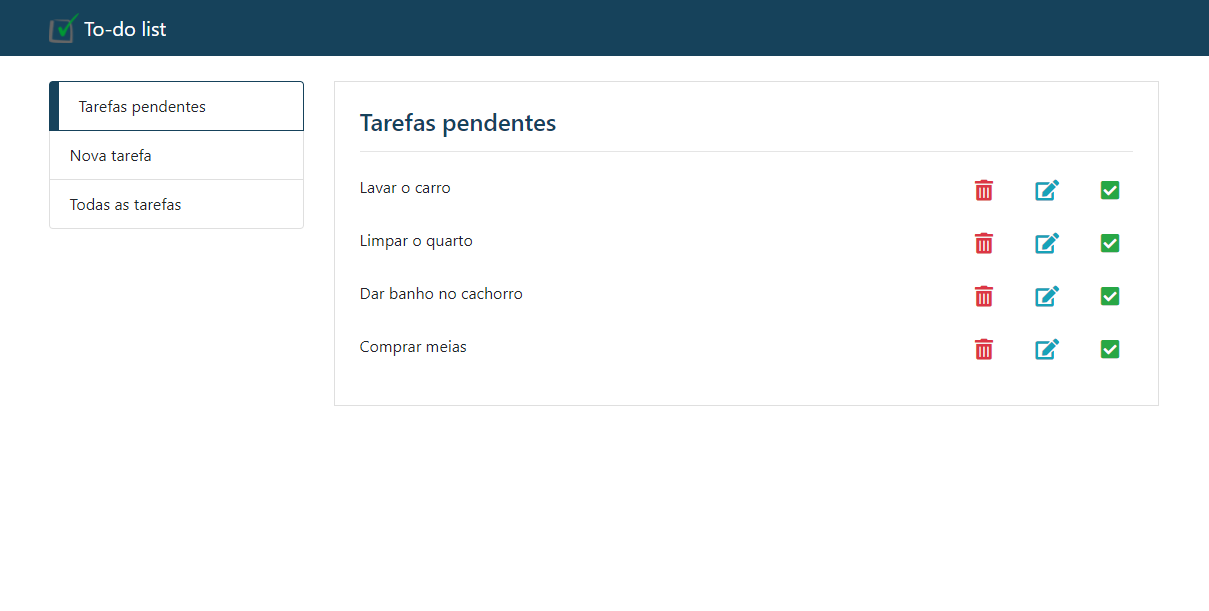 To-do list
Tarefas pendentes
Nova tarefa
Todas as tarefas
Tarefas pendentes
Lavar o carro
Limpar o quarto
Dar banho no cachorro
Comprar meias